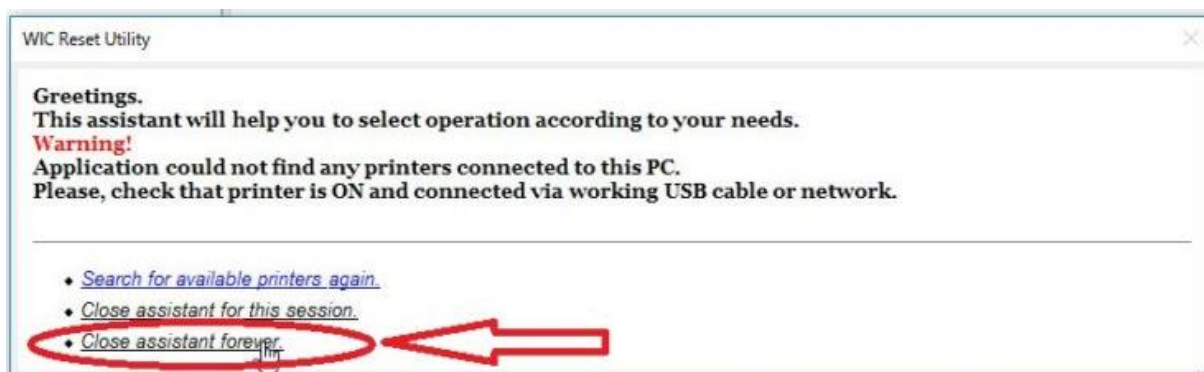 WIC Reset Utility
Greetings.
This assistant will help you to select operation according to your needs.
Warning!
Application could not find any printers connected to this PC.
Please, check that printer is ON and connected via working USB cable or network.
Search for available printers again.
Close assistant for this session.
Close assistant forever.